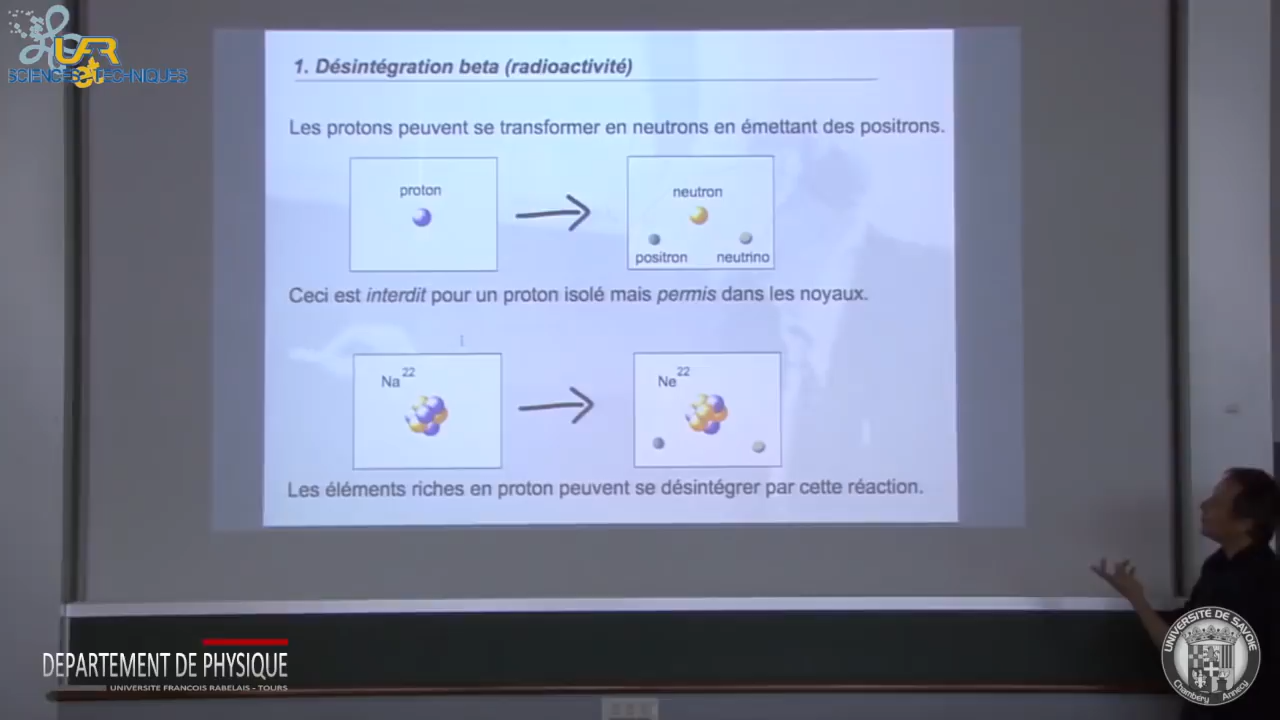 UFR
SCIENCES et TECHNIQUES
1. Désintégration beta (radioactivité)
Les protons peuvent se transformer en neutrons en émettant des positrons.
proton
neutron
positron neutrino
Ceci est interdit pour un proton isolé mais permis dans les noyaux.
Na 22
Ne 22
Les éléments riches en proton peuvent se désintégrer par cette réaction.
DEPARTEMENT DE PHYSIQUE
UNIVERSITE FRANCOIS RABELAIS - TOURS
UNIVERSITÉ DE SAVOIE
Chambéry Annecy